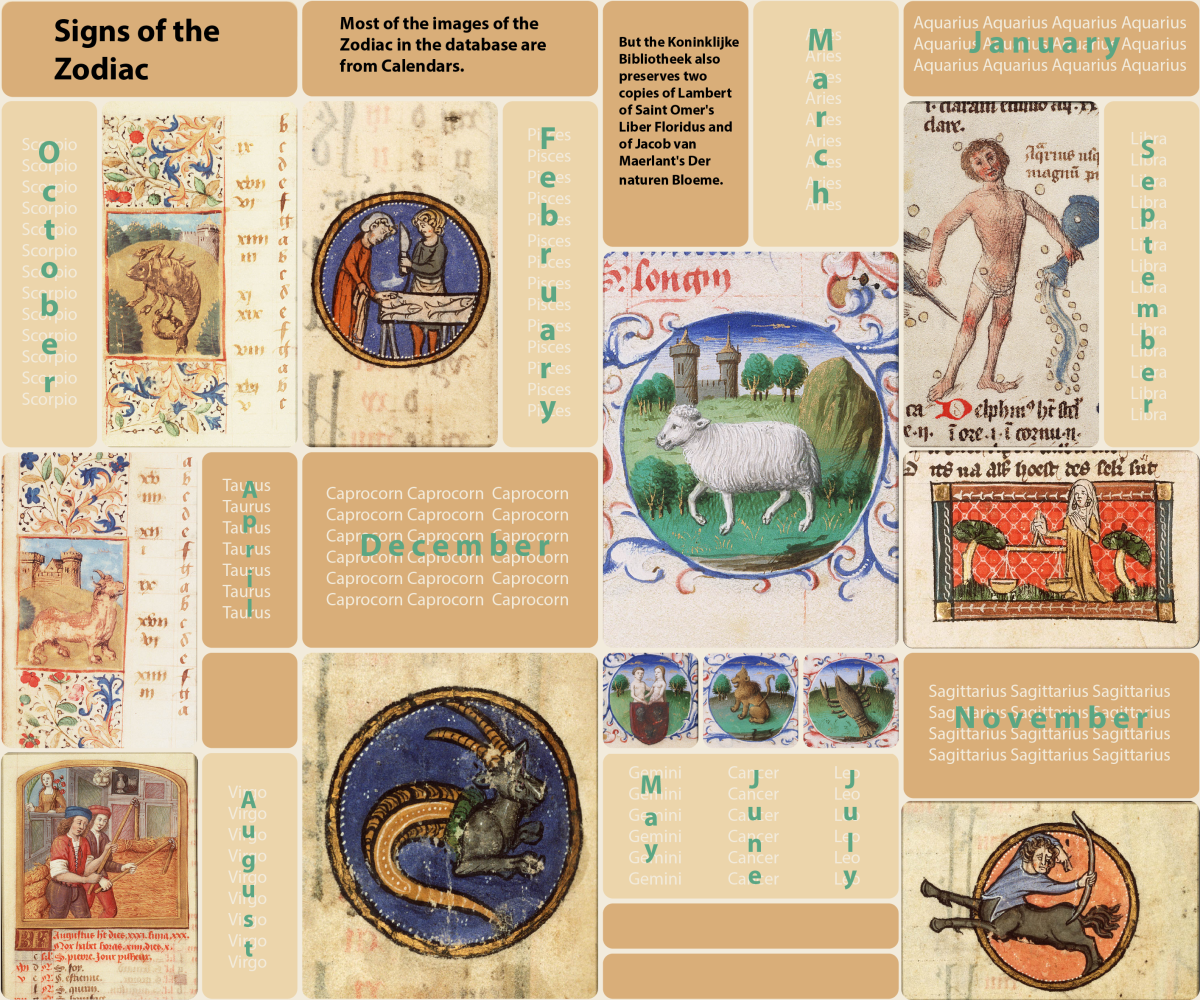 Signs of the
Zodiac
Most of the images of the
Zodiac in the database are
from Calendars.
But the Koninklijke
Bibliotheek also
preserves two
copies of Lambert
of Saint Omer's
Liber Floridus and
of Jacob van
Maerlant's Der
naturen Bloeme.
March
Aries
Aries
Aries
Aries
Aries
Aries
Aries
Aries
Aries
January
Aquarius Aquarius Aquarius Aquarius
Aquarius Aquarius Aquarius Aquarius
Aquarius Aquarius Aquarius Aquarius
October
Scorpio
Scorpio
Scorpio
Scorpio
Scorpio
Scorpio
Scorpio
Scorpio
Scorpio
Scorpio
Scorpio
Scorpio
Scorpio
February
Pisces
Pisces
Pisces
Pisces
Pisces
Pisces
Pisces
Pisces
Pisces
Pisces
Pisces
Pisces
Pisces
Pisces
longin
clare.
September
Libra
Libra
Libra
Libra
Libra
Libra
Libra
Libra
Libra
Libra
Libra
Libra
Libra
Libra
April
Taurus
Taurus
Taurus
Taurus
Taurus
Taurus
Taurus
December
Caprocorn Caprocorn Caprocorn
Caprocorn Caprocorn Caprocorn
Caprocorn Caprocorn Caprocorn
Caprocorn Caprocorn Caprocorn
Caprocorn Caprocorn Caprocorn
Caprocorn Caprocorn Caprocorn
November
Sagittarius Sagittarius Sagittarius
Sagittarius Sagittarius Sagittarius
Sagittarius Sagittarius Sagittarius
Sagittarius Sagittarius Sagittarius
August
Virgo
Virgo
Virgo
Virgo
Virgo
Virgo
Virgo
Virgo
Virgo
May
June
July
Gemini Cancer Leo
Gemini Cancer Leo
Gemini Cancer Leo
Gemini Cancer Leo
Gemini Cancer Leo
Gemini Cancer Leo